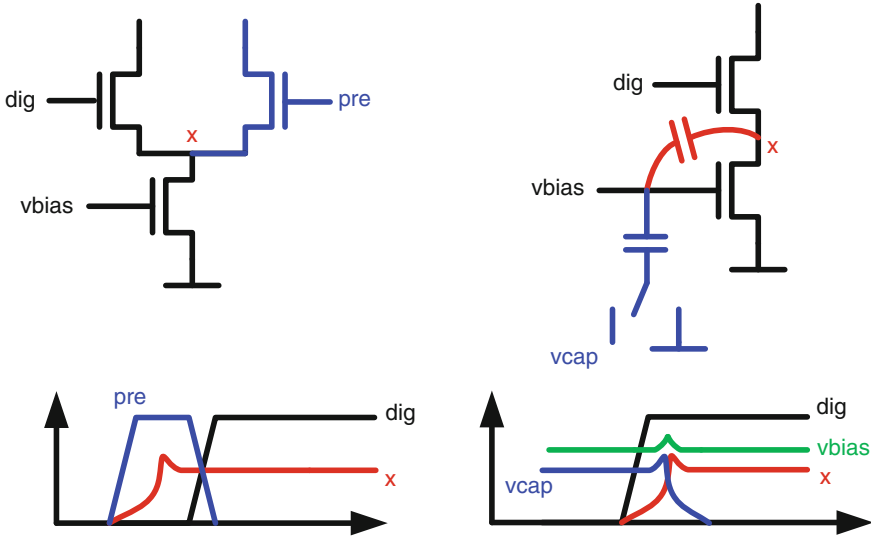 dig
x
pre
vbias
dig
x
vbias
vcap
pre
dig
x
dig
vbias
vcap
x